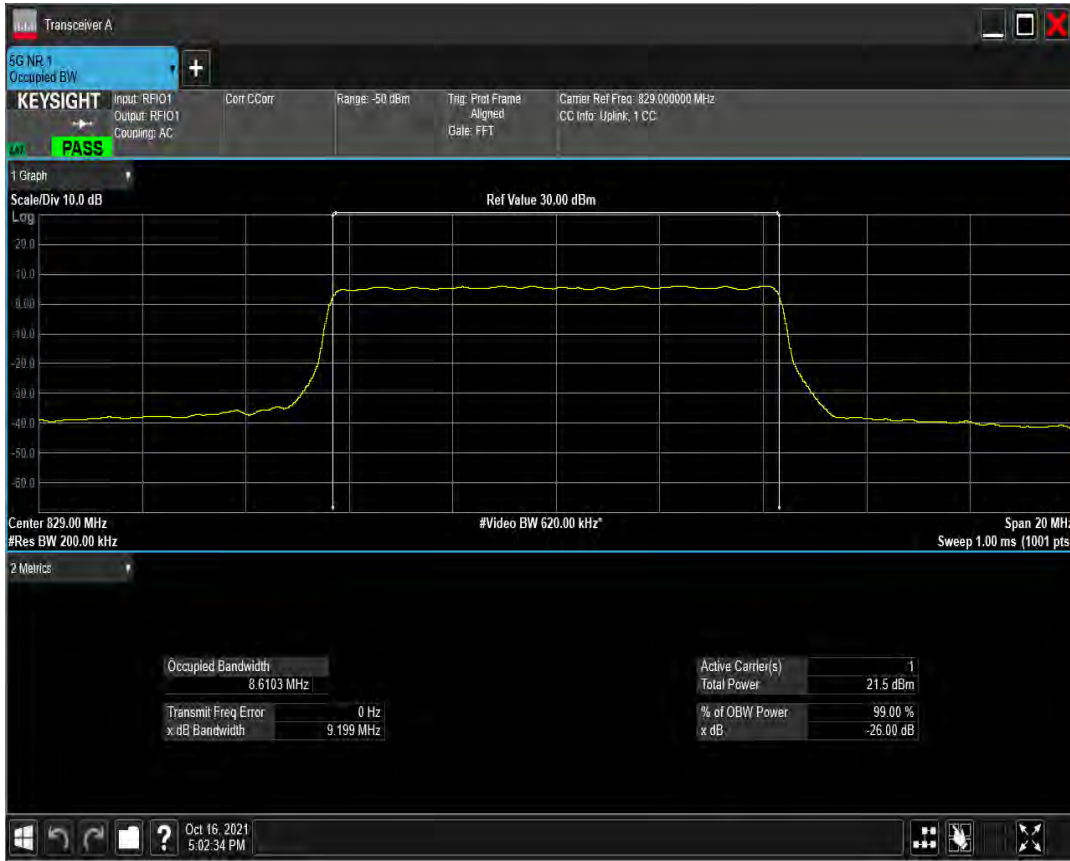 Transceiver A
5G NR 1
Occupied BW
+
KEYSIGHT
Input: RFIO1
Output: RFIO1
Coupling: AC
Corr CCorr
Range: -50 dBm
Trig: Prot Frame
Aligned
Gate: FFT
Carrier Ref Freq: 829.000000 MHz
CC Info: Uplink, 1 CC
PASS
1 Graph
Scale/Div 10.0 dB
Ref Value 30.00 dBm
Log
20.0
10.0
0.00
-10.0
-20.0
-30.0
-40.0
-50.0
-60.0
Center 829.00 MHz
#Video BW 620.00 kHz*
Span 20 MHz
#Res BW 200.00 kHz
Sweep 1.00 ms (1001 pts
2 Metrics
Occupied Bandwidth
8.6103 MHz
Transmit Freq Error 0 Hz
x dB Bandwidth 9.199 MHz
Active Carrier(s) 1
Total Power 21.5 dBm
% of OBW Power 99.00 %
x dB -26.00 dB
?
Oct 16, 2021
5:02:34 PM